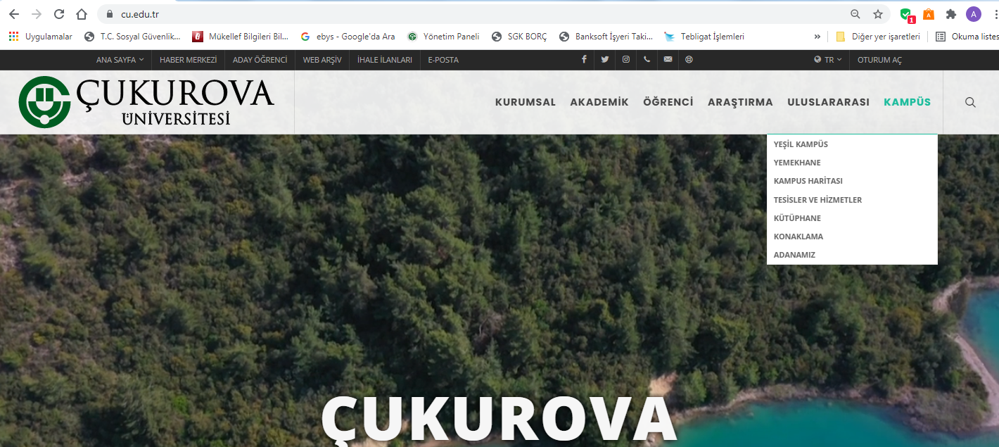 cu.edu.tr
A
1
A
Uygulamalar T.C. Sosyal Güvenlik... Mükellef Bilgileri Bil... ebys - Google'da Ara Yönetim Paneli SGK BORÇ Banksoft İşyeri Taki... Tebligat İşlemleri » Diğer yer işaretleri Okuma listes
ANA SAYFA HABER MERKEZİ ADAY ÖĞRENCİ WEB ARŞİV İHALE İLANLARI E-POSTA TR OTURUM AÇ
ÇUKUROVA
ÜNİVERSİTESİ
KURUMSAL AKADEMİK ÖĞRENCİ ARAŞTIRMA ULUSLARARASI KAMPÜS
YEŞİL KAMPÜS
YEMEKHANE
KAMPUS HARİTASI
TESİSLER VE HİZMETLER
KÜTÜPHANE
KONAKLAMA
ADANAMIZ
ÇUKUROVA